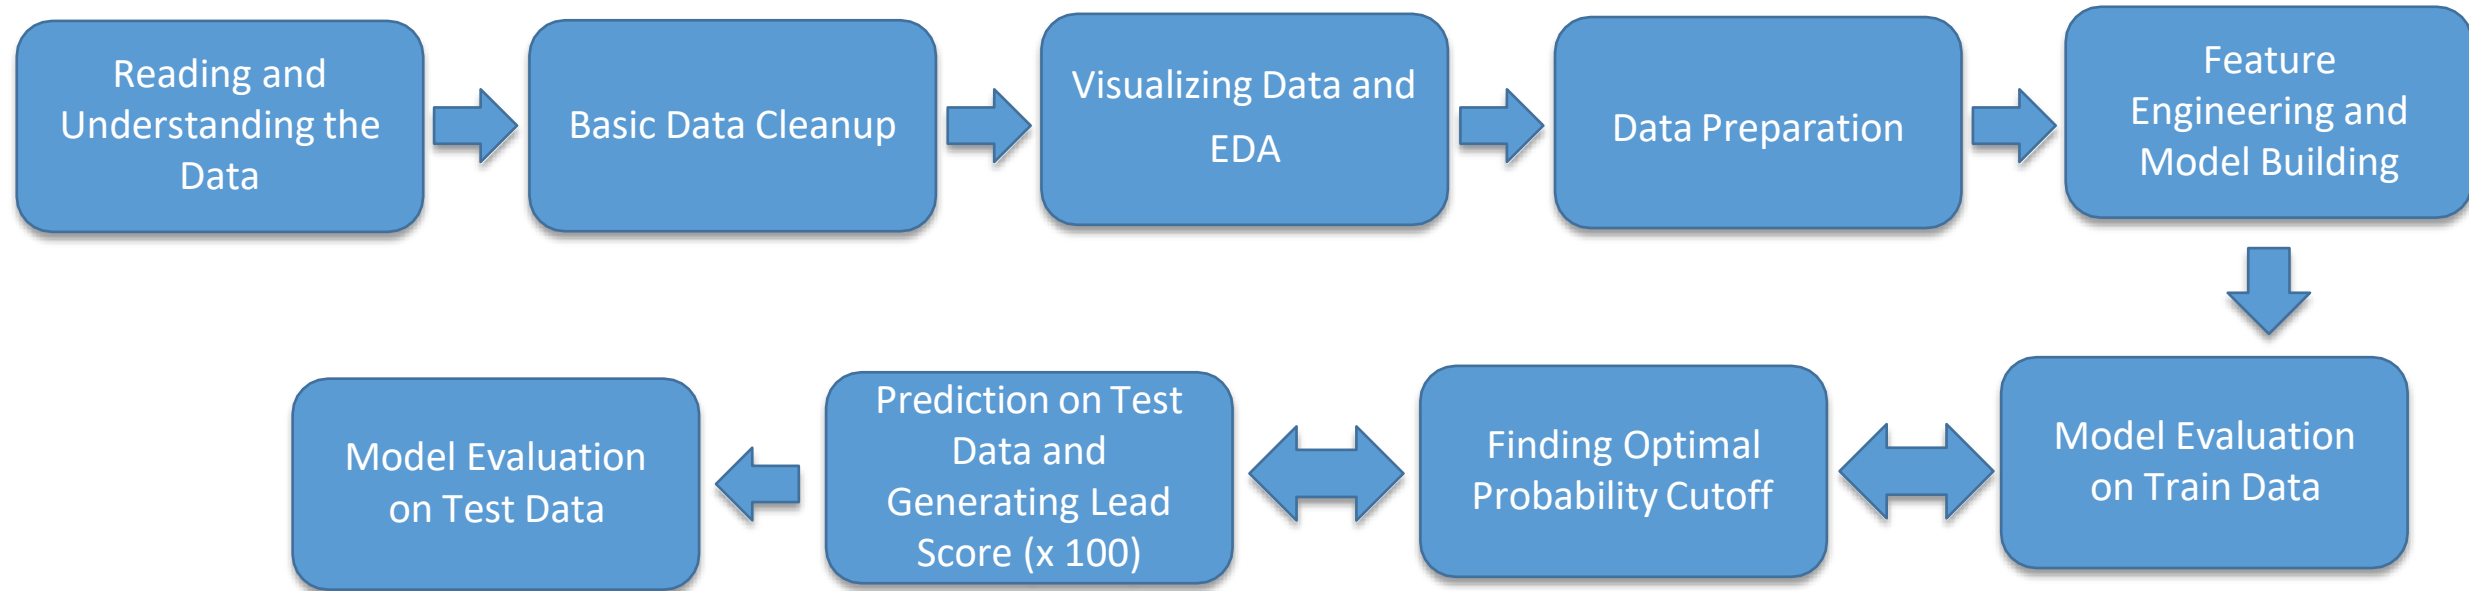 Reading and
Understanding the
Data
Basic Data Cleanup
Visualizing Data and
EDA
Data Preparation
Feature
Engineering and
Model Building
Model Evaluation
on Train Data
Finding Optimal
Probability Cutoff
Prediction on Test
Data and
Generating Lead
Score (x 100)
Model Evaluation
on Test Data